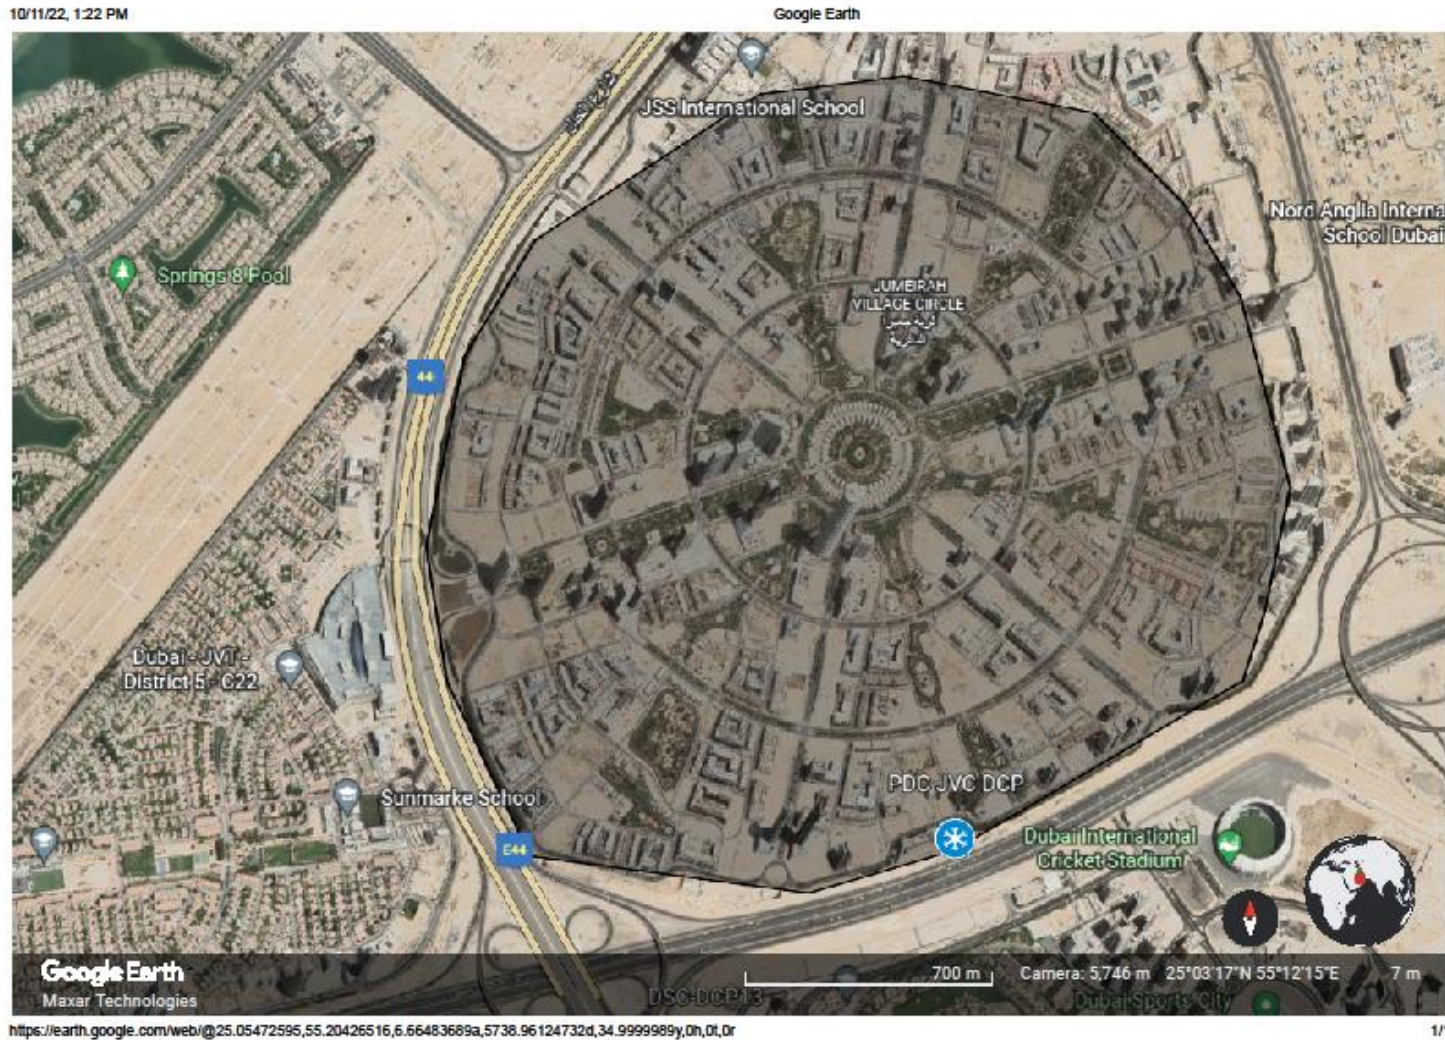 10/11/22, 1:22 PM
Google Earth
JSS International School
Nord Anglia Interna
School Dubai
Springs 8 Pool
JUMEIRAH
VILLAGE CIRCLE
قرية جميرا
44
Dubai - JVT -
District 5 - C22
PDC JVC DCP
Sunmarke School
E44
Dubai International
Cricket Stadium
Google Earth
Maxar Technologies
700 m
Camera: 5,746 m 25°03'17"N 55°12'15"E
7 m
DSC-DCP13
Dubai Sports City
https://earth.google.com/web/@25.05472595,55.20426516,6.66483689a,5738.96124732d,34.9999989y,0h,0t,0r
1/1